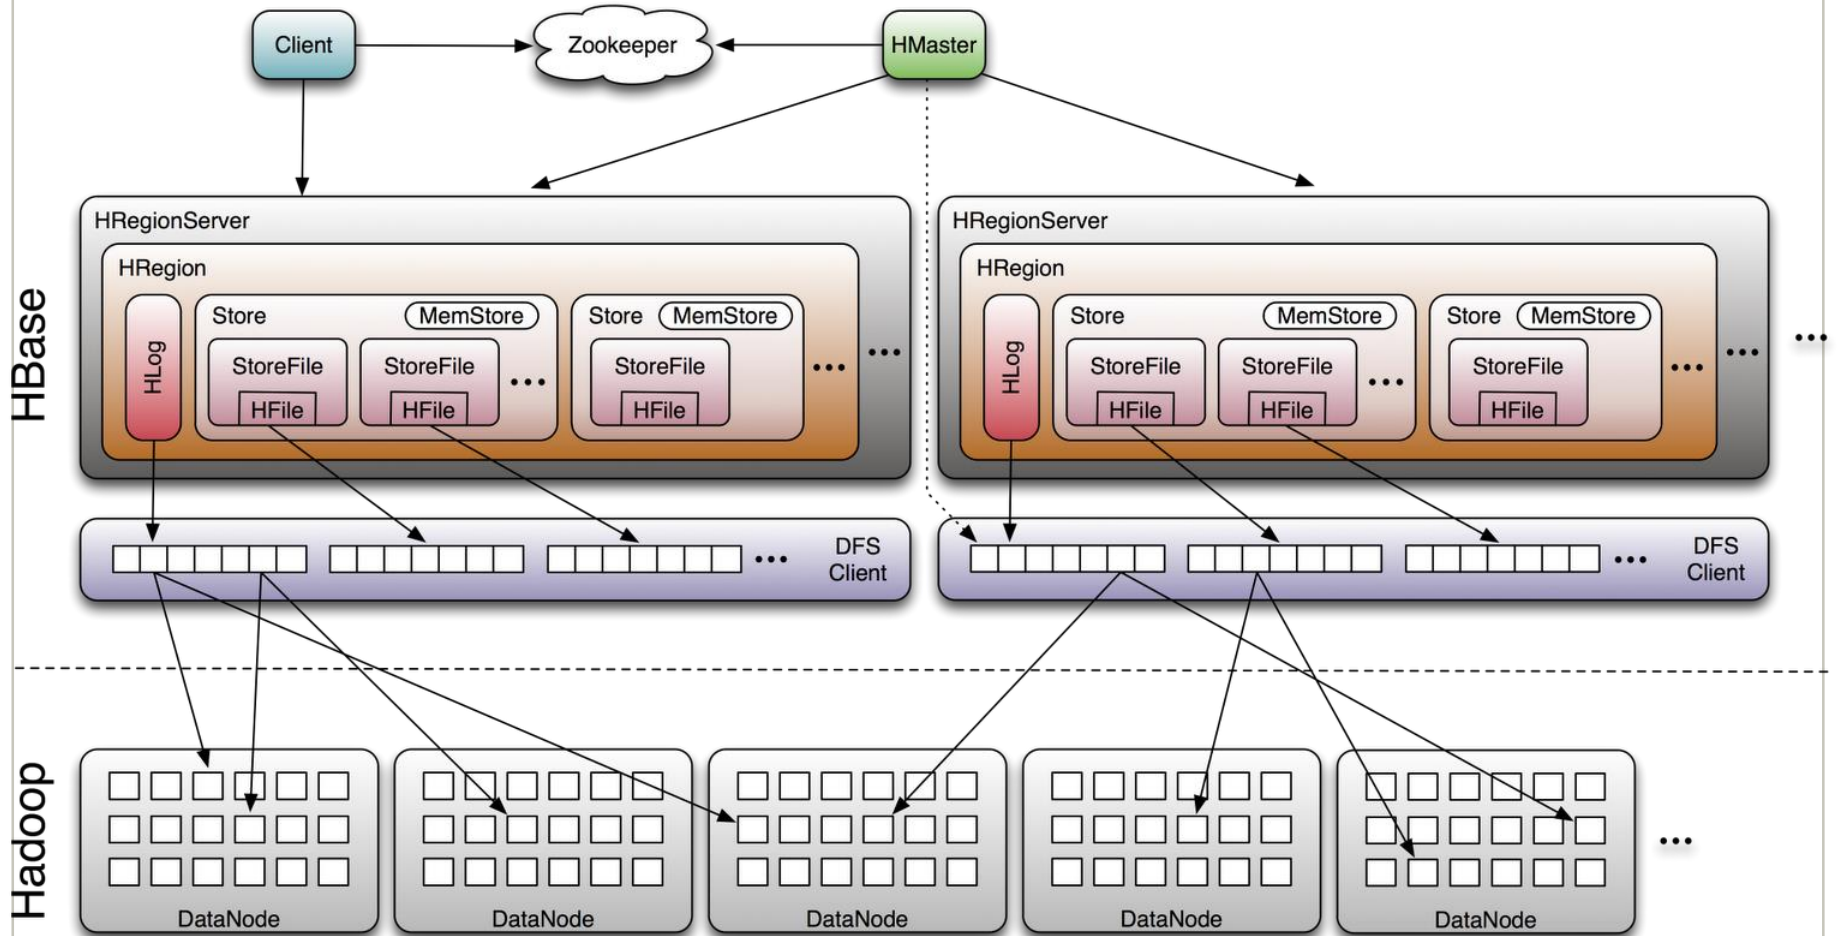 Client
Zookeeper
HMaster
HBase
HRegionServer
HRegion
HLog
Store
MemStore
StoreFile
HFile
StoreFile
HFile
...
Store
MemStore
StoreFile
HFile
...
...
HRegionServer
HRegion
HLog
Store
MemStore
StoreFile
HFile
StoreFile
HFile
...
Store
MemStore
StoreFile
HFile
...
...
...
...
DFS
Client
...
DFS
Client
Hadoop
DataNode
DataNode
DataNode
DataNode
DataNode
...